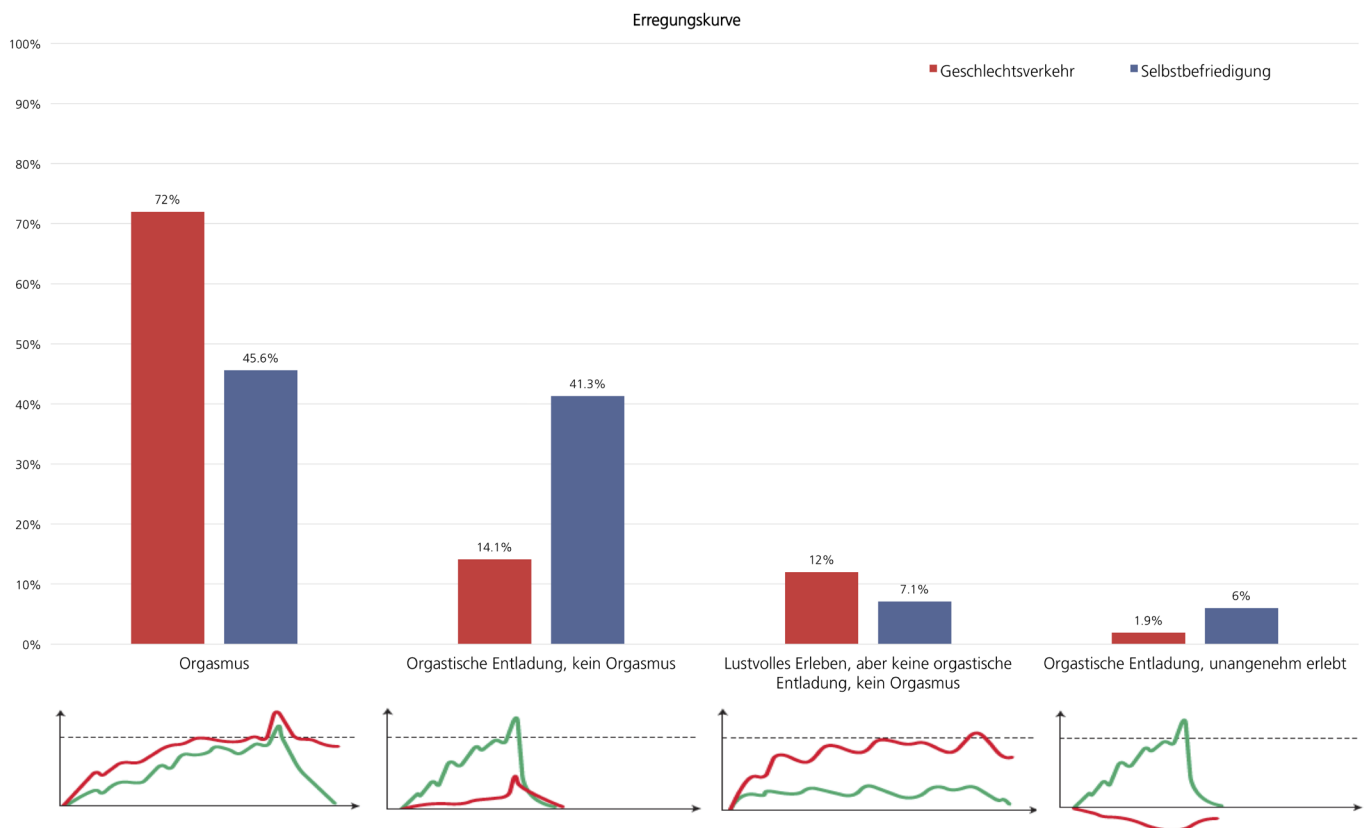 Erregungskurve
100%
Geschlechtsverkehr Selbstbefriedigung
90%
80%
72%
70%
60%
50%
45.6%
41.3%
40%
30%
20%
14.1%
12%
10%
7.1%
6%
1.9%
0%
Orgasmus
Orgastische Entladung, kein Orgasmus
Lustvolles Erleben, aber keine orgastische
Entladung, kein Orgasmus
Orgastische Entladung, unangenehm erlebt